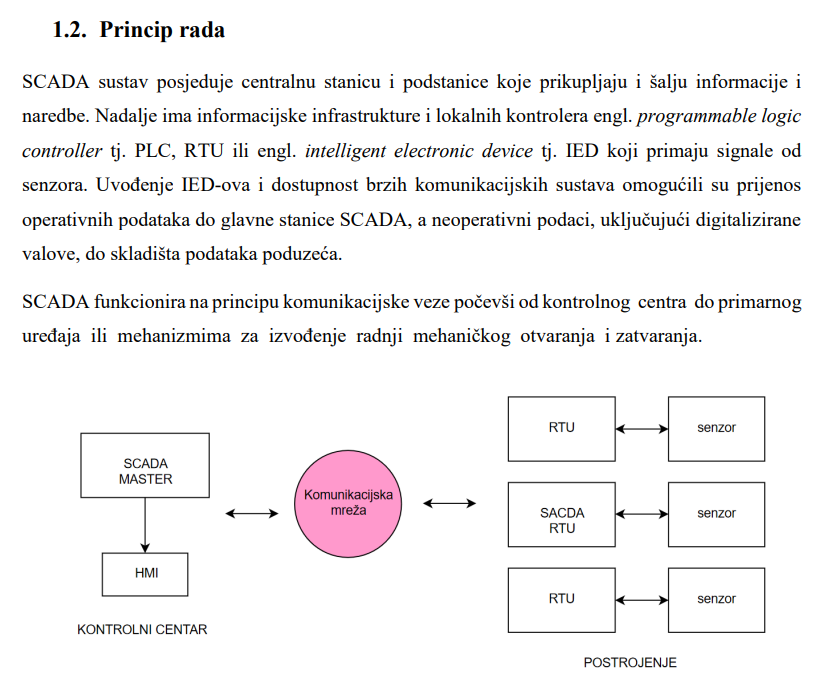 1.2. Princip rada
SCADA sustav posjeduje centralnu stanicu i podstanice koje prikupljaju i šalju informacije i
naredbe. Nadalje ima informacijske infrastrukture i lokalnih kontrolera engl. programmable logic
controller tj. PLC, RTU ili engl. intelligent electronic device tj. IED koji primaju signale od
senzora. Uvođenje IED-ova i dostupnost brzih komunikacijskih sustava omogućili su prijenos
operativnih podataka do glavne stanice SCADA, a neoperativni podaci, uključujući digitalizirane
valove, do skladišta podataka poduzeća.
SCADA funkcionira na principu komunikacijske veze počevši od kontrolnog centra do primarnog
uređaja ili mehanizmima za izvođenje radnji mehaničkog otvaranja i zatvaranja.
SCADA
MASTER
HMI
KONTROLNI CENTAR
Komunikacijska
mreža
RTU
senzor
SACDA
RTU
senzor
RTU
senzor
POSTROJENJE